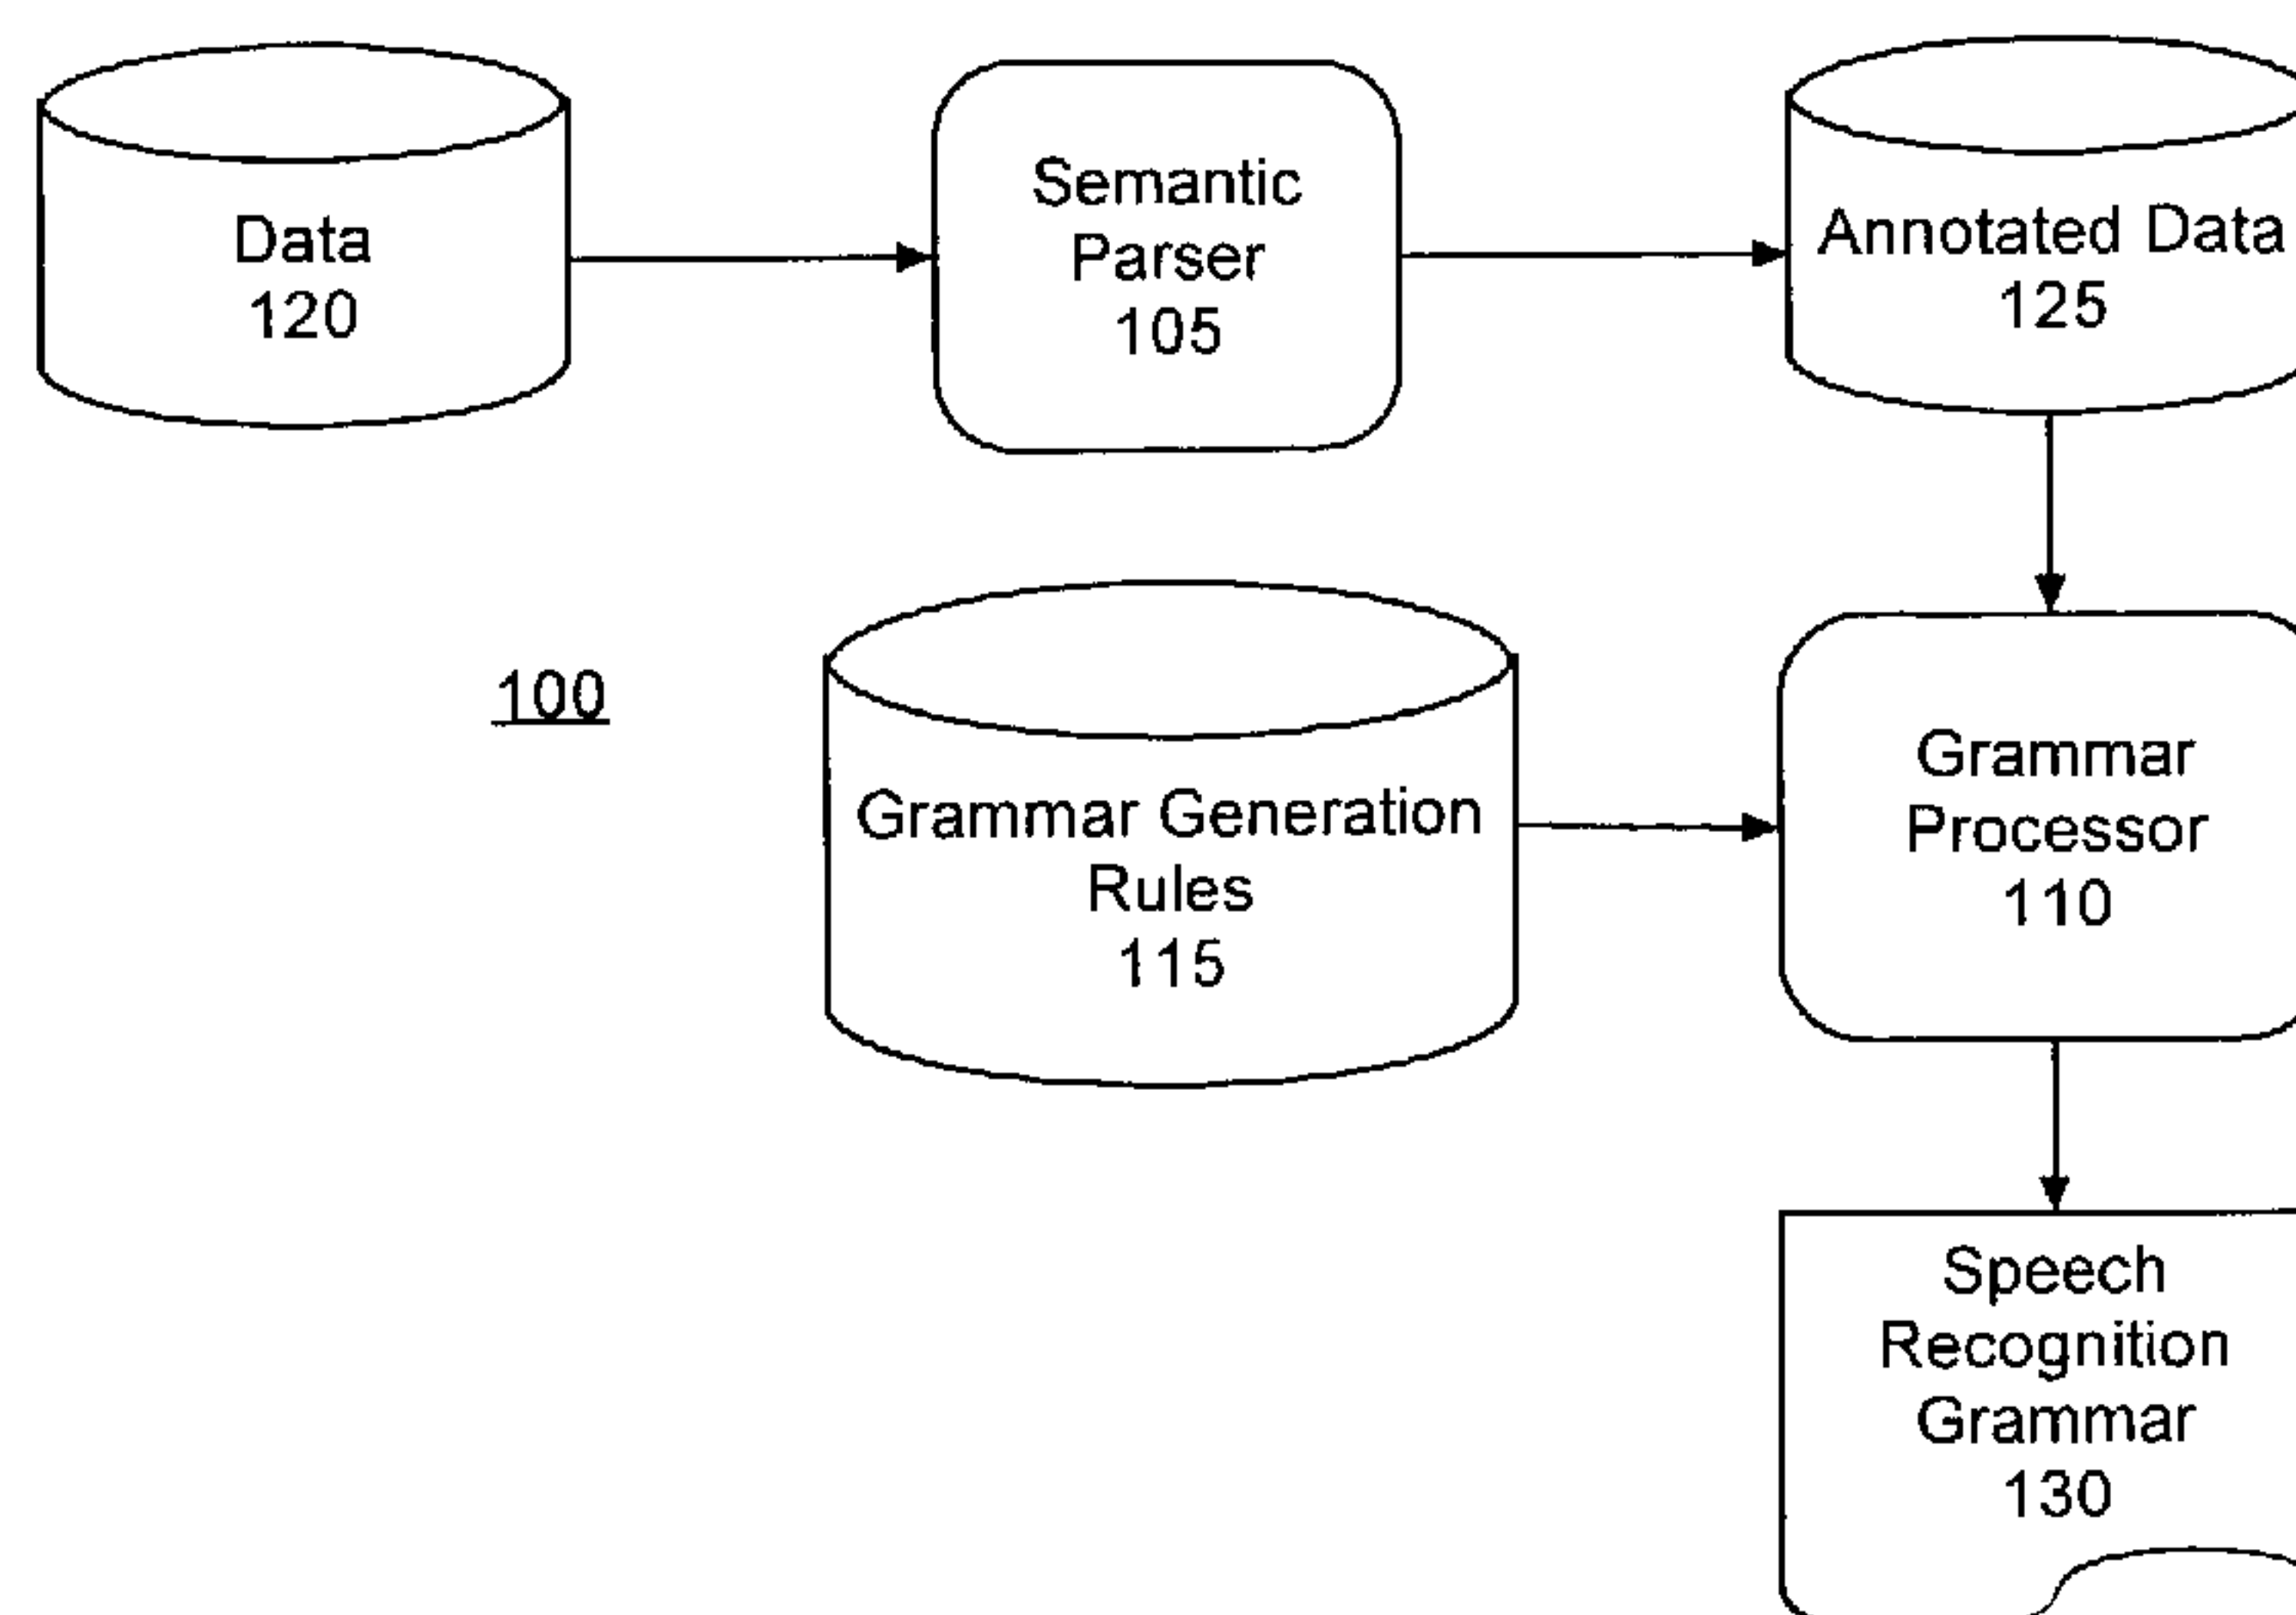 Data
120
Semantic
Parser
105
Annotated Data
125
100
Grammar Generation
Rules
115
Grammar
Processor
110
Speech
Recognition
Grammar
130